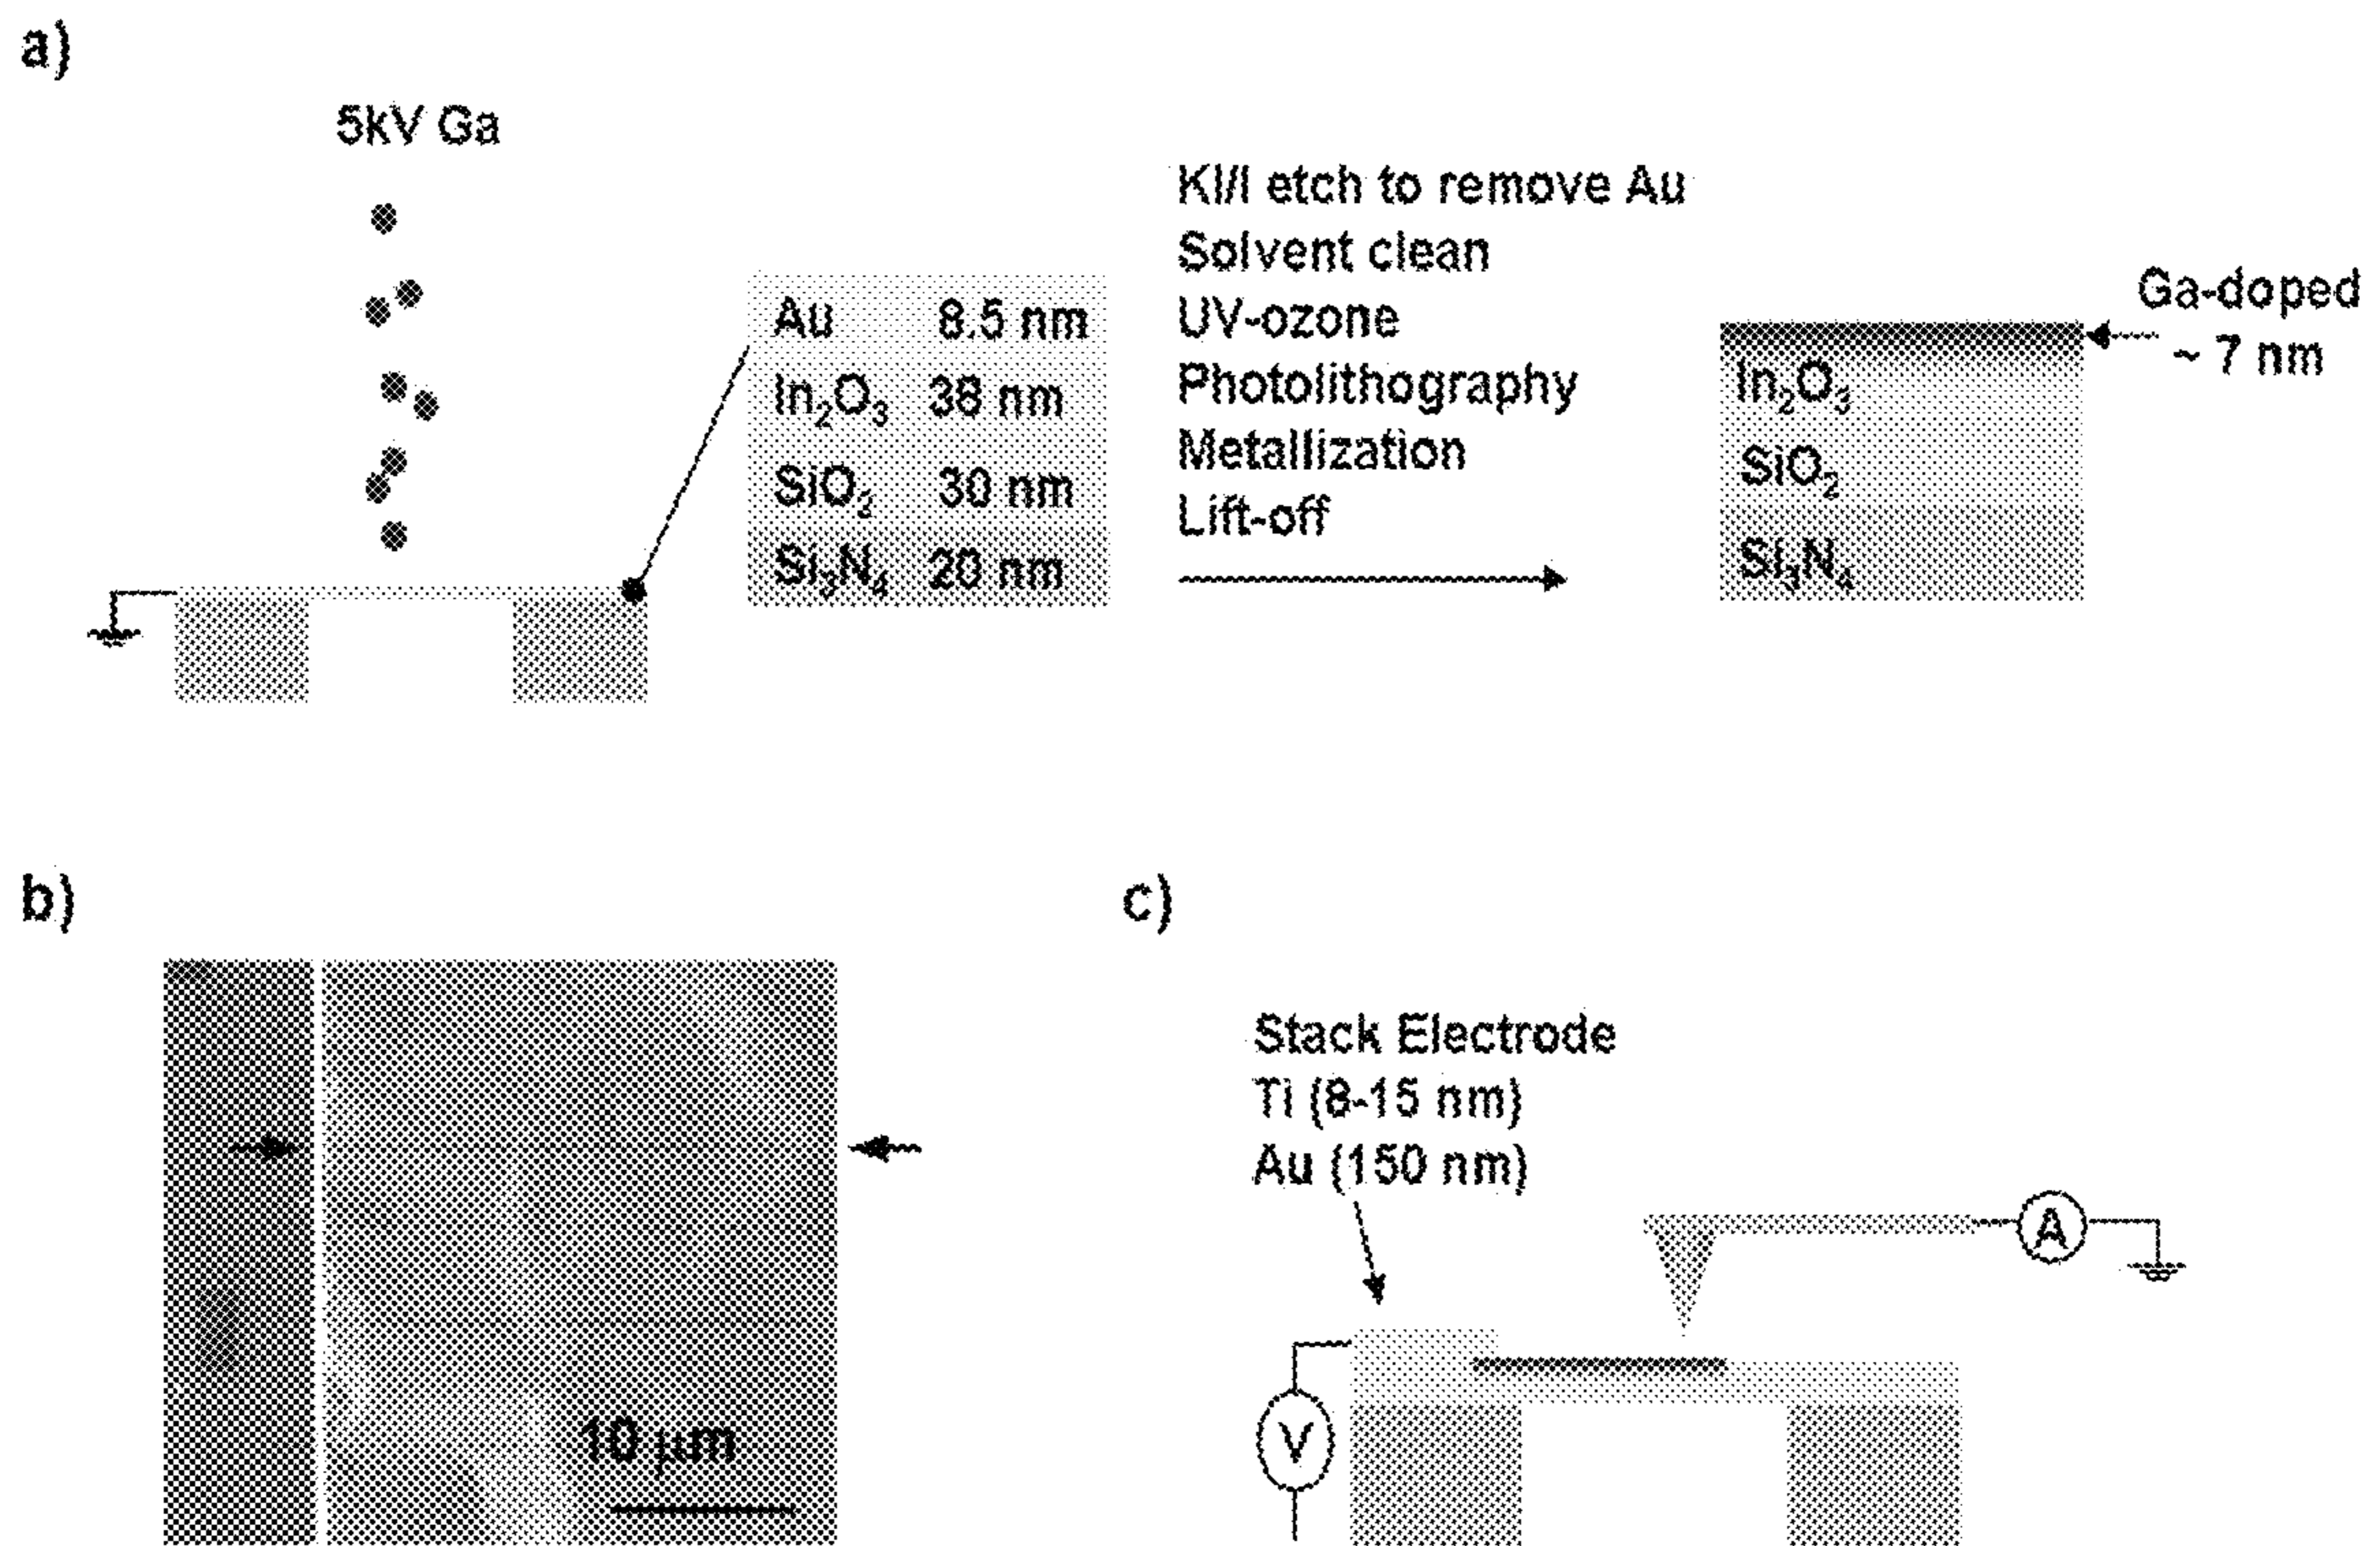 a)
5kV Ga
Au 8.5 nm
In₂O₃ 38 nm
SiO₂ 30 nm
Si₃N₄ 20 nm
KI/I etch to remove Au
Solvent clean
UV-ozone
Photolithography
Metallization
Lift-off
Ga-doped
~ 7 nm
In₂O₃
SiO₂
Si₃N₄
b)
10 μm
c)
Stack Electrode
Ti (8-15 nm)
Au (150 nm)
A
V